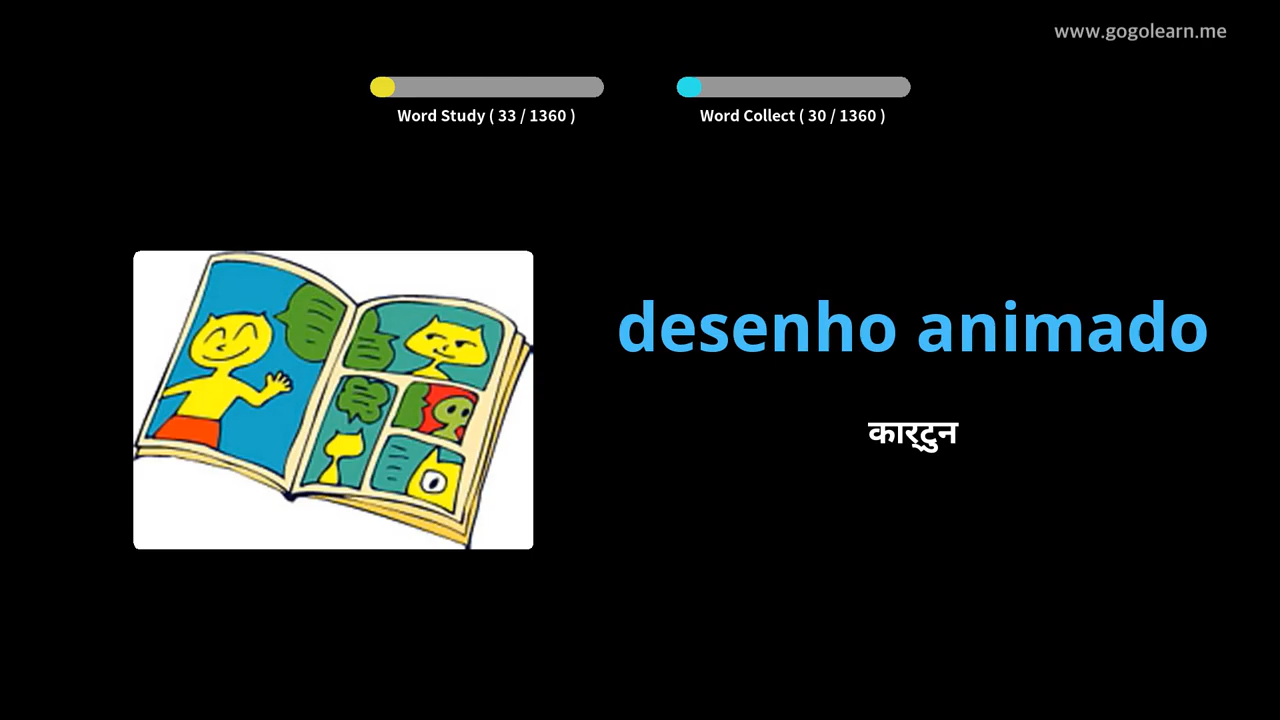 www.gogolearn.me
Word Study ( 33 / 1360 )
Word Collect ( 30 / 1360 )
desenho animado
कार्टुन